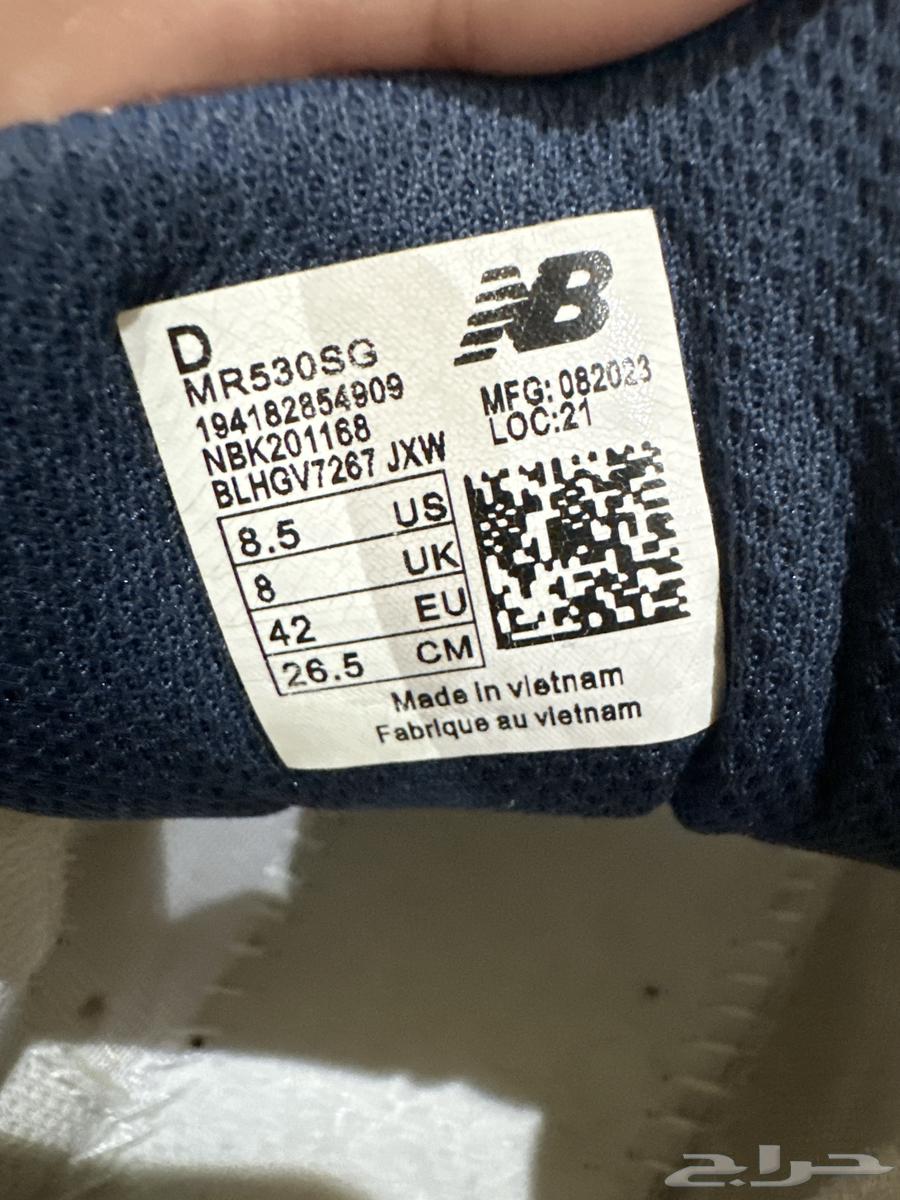 D
MR530SG
194182854909
NBK201168
BLHGV7267 JXW
NB
MFG: 082023
LOC:21
8.5 US
8 UK
42 EU
26.5 CM
Made in vietnam
Fabrique au vietnam
حراج